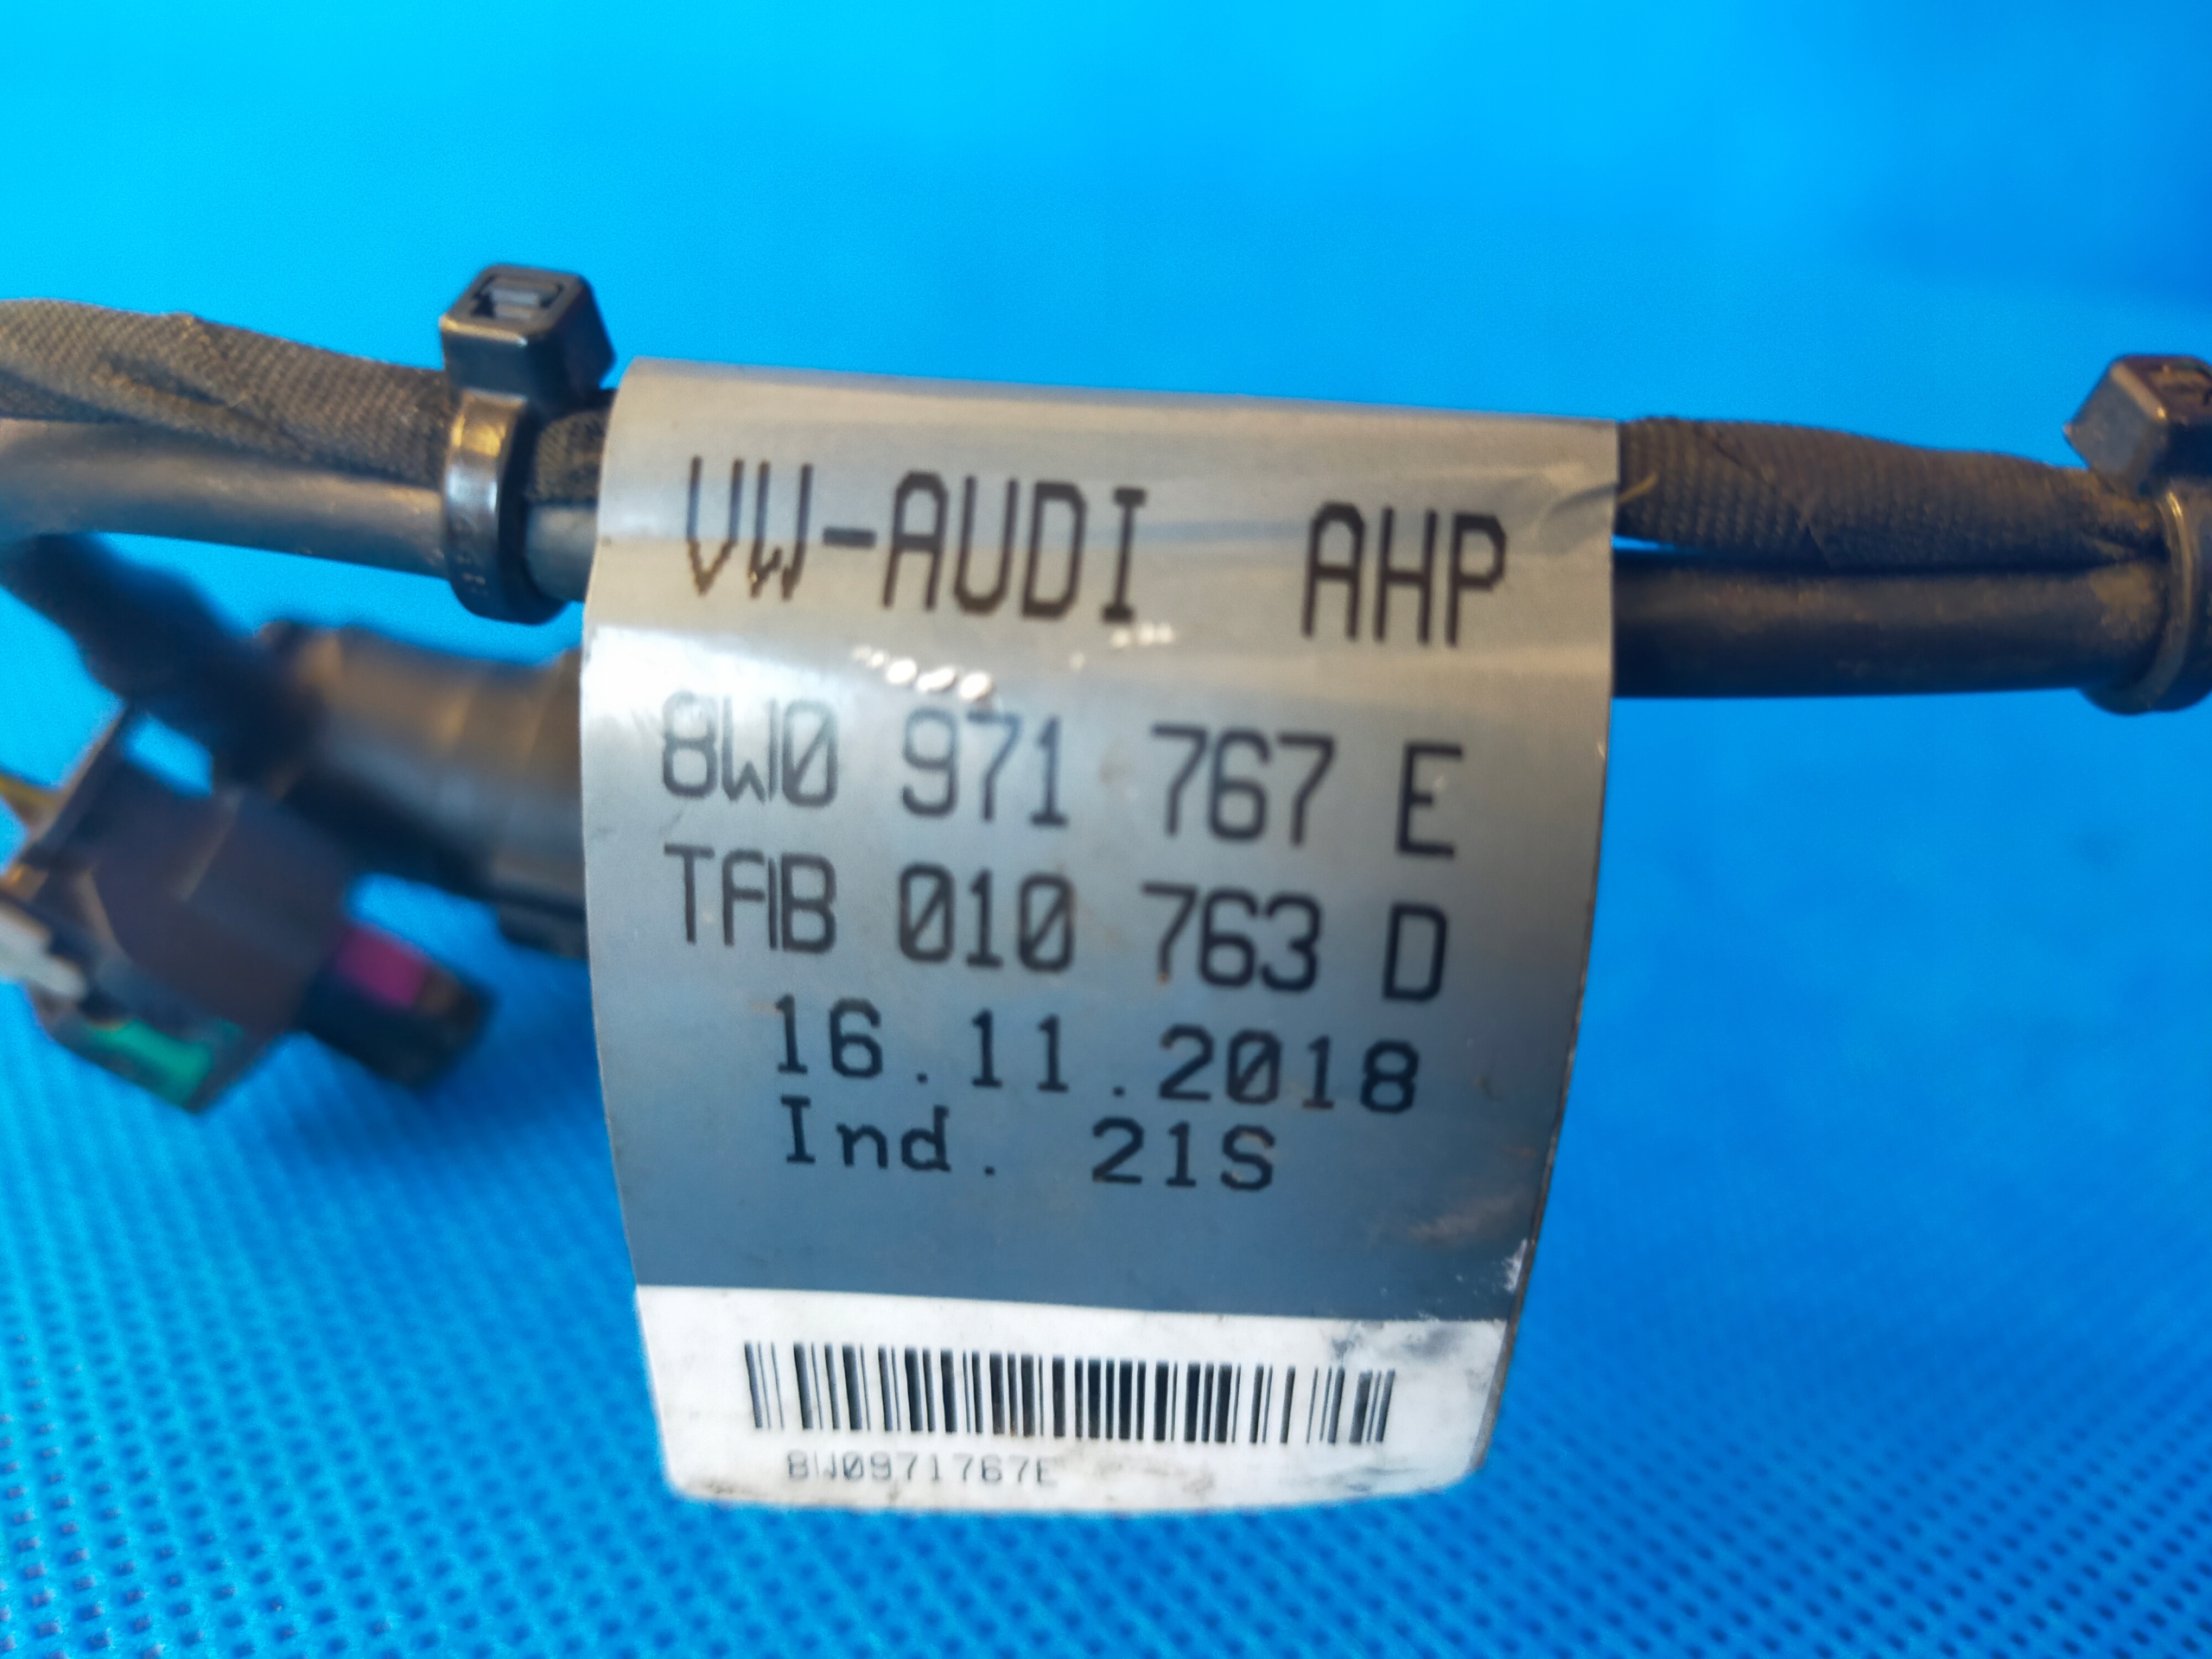 VW-AUDI AHP
8W0 971 767 E
TAB 010 763 D
16.11.2018
Ind. 21S
8W0971767E